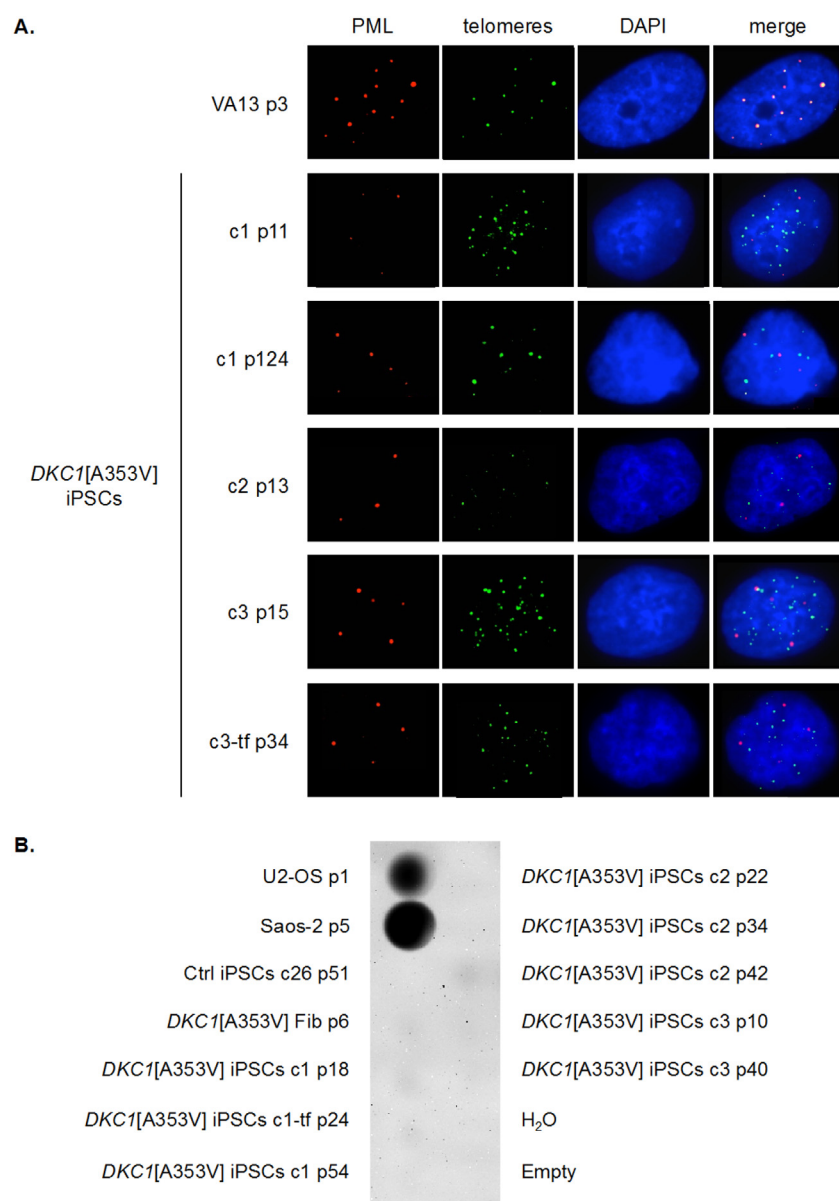 A.
PML telomeres DAPI merge
VA13 p3
c1 p11
c1 p124
c2 p13
DKC1[A353V]
iPSCs
c3 p15
c3-tf p34
B.
U2-OS p1 DKC1[A353V] iPSCs c2 p22
Saos-2 p5 DKC1[A353V] iPSCs c2 p34
Ctrl iPSCs c26 p51 DKC1[A353V] iPSCs c2 p42
DKC1[A353V] Fib p6 DKC1[A353V] iPSCs c3 p10
DKC1[A353V] iPSCs c1 p18 DKC1[A353V] iPSCs c3 p40
DKC1[A353V] iPSCs c1-tf p24 H₂O
DKC1[A353V] iPSCs c1 p54 Empty